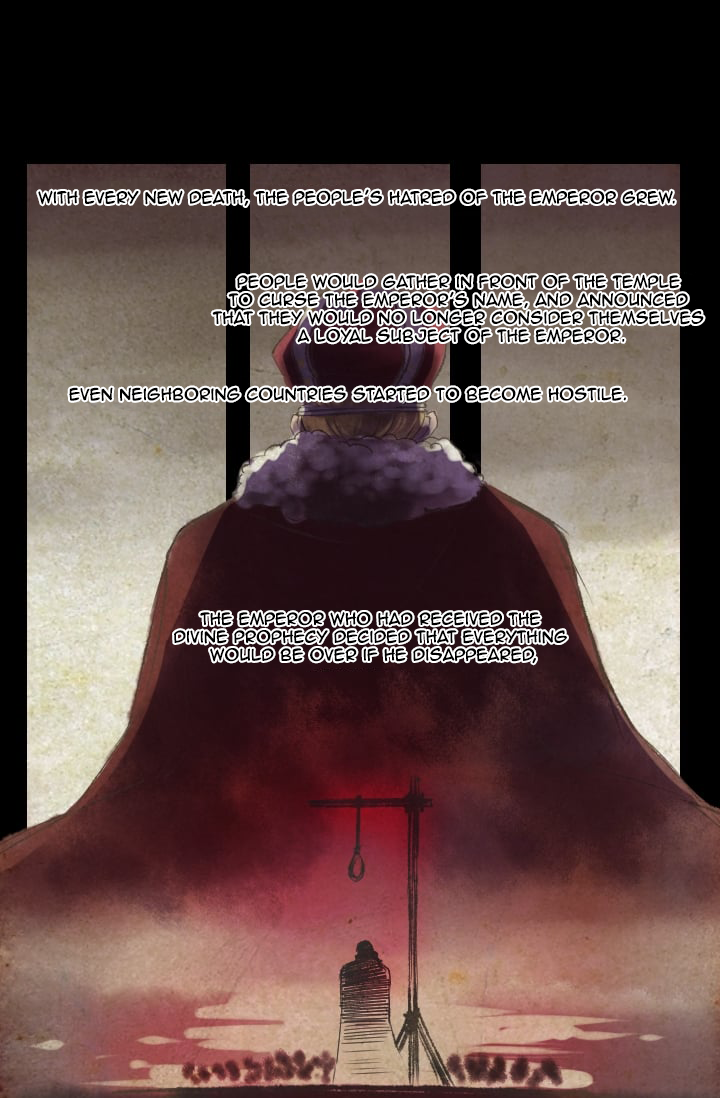 WITH EVERY NEW DEATH, THE PEOPLE'S HATRED OF THE EMPEROR GREW.
PEOPLE WOULD GATHER IN FRONT OF THE TEMPLE
TO CURSE THE EMPEROR'S NAME, AND ANNOUNCED
THAT THEY WOULD NO LONGER CONSIDER THEMSELVES
A LOYAL SUBJECT OF THE EMPEROR.
EVEN NEIGHBORING COUNTRIES STARTED TO BECOME HOSTILE.
THE EMPEROR WHO HAD RECEIVED THE
DIVINE PROPHECY DECIDED THAT EVERYTHING
WOULD BE OVER IF HE DISAPPEARED,